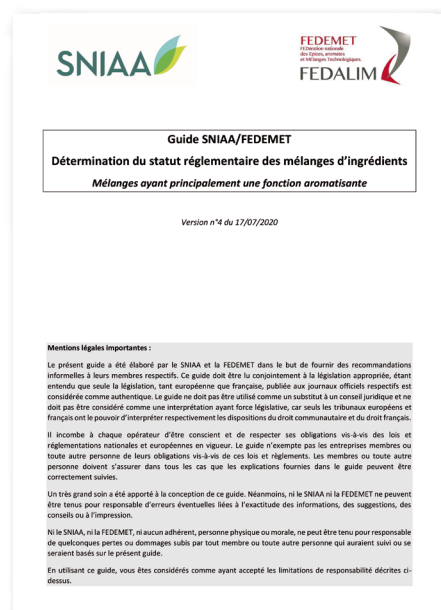 SNIAA
FEDEMET
FEDération nationale
des Epices, aromates
et MElanges Technologiques
FEDALIM
Guide SNIAA/FEDEMET
Détermination du statut réglementaire des mélanges d'ingrédients
Mélanges ayant principalement une fonction aromatisante
Version n°4 du 17/07/2020
Mentions légales importantes :
Le présent guide a été élaboré par le SNIAA et la FEDEMET dans le but de fournir des recommandations
informelles à leurs membres respectifs. Ce guide doit être lu conjointement à la législation appropriée, étant
entendu que seule la législation, tant européenne que française, publiée aux journaux officiels respectifs est
considérée comme authentique. Le guide ne doit pas être utilisé comme un substitut à un conseil juridique et ne
doit pas être considéré comme une interprétation ayant force législative, car seuls les tribunaux européens et
français ont le pouvoir d'interpréter respectivement les dispositions du droit communautaire et du droit français.
Il incombe à chaque opérateur d'être conscient et de respecter ses obligations vis-à-vis des lois et
réglementations nationales et européennes en vigueur. Le guide n'exempte pas les entreprises membres ou
toute autre personne de leurs obligations vis-à-vis de ces lois et règlements. Les membres ou toute autre
personne doivent s'assurer dans tous les cas que les explications fournies dans le guide peuvent être
correctement suivies.
Un très grand soin a été apporté à la conception de ce guide. Néanmoins, ni le SNIAA ni la FEDEMET ne peuvent
être tenus pour responsable d'erreurs éventuelles liées à l'exactitude des informations, des suggestions, des
conseils ou à l'impression.
Ni le SNIAA, ni la FEDEMET, ni aucun adhérent, personne physique ou morale, ne peut être tenu pour responsable
de quelconques pertes ou dommages subis par tout membre ou toute autre personne qui auraient suivi ou se
seraient basés sur le présent guide.
En utilisant ce guide, vous êtes considérés comme ayant accepté les limitations de responsabilité décrites ci-
dessus.